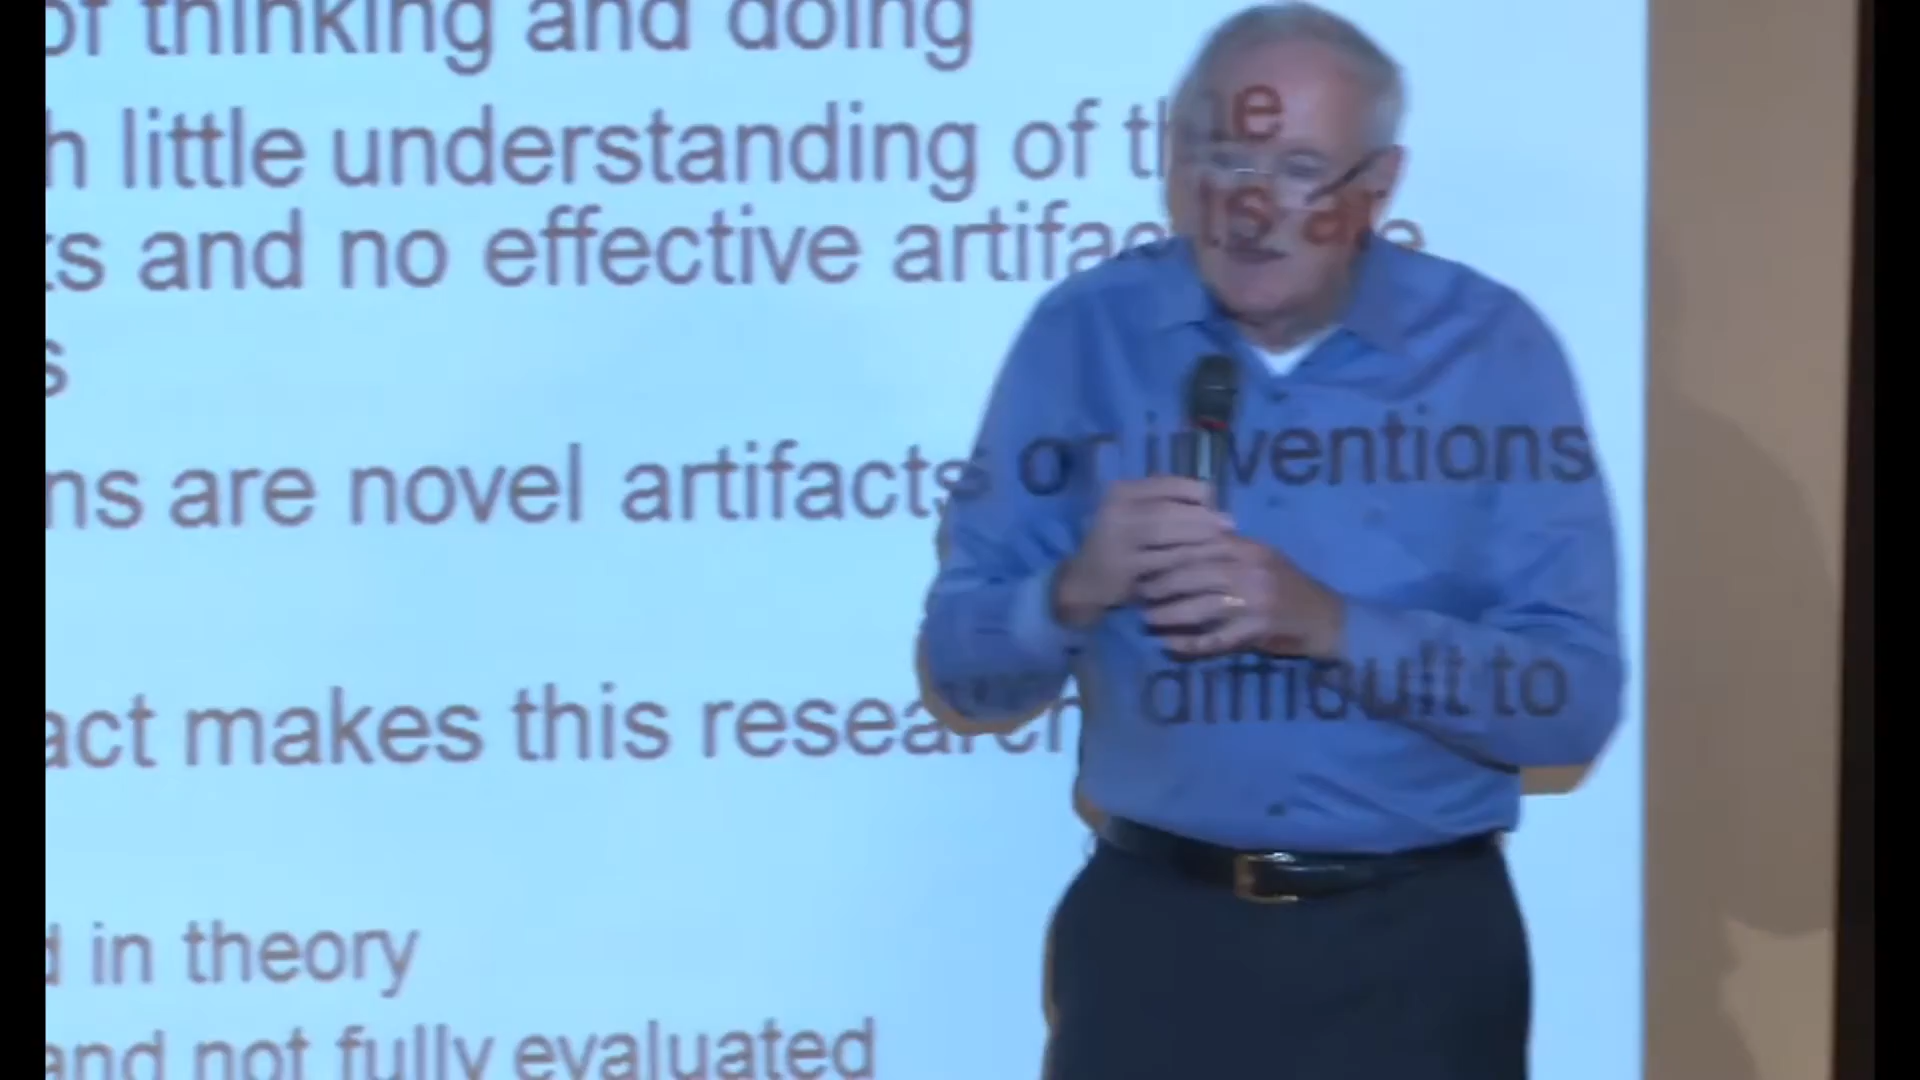 of thinking and doing
h little understanding of the
ts and no effective artifacts are
s
ns are novel artifacts or inventions
act makes this research difficult to
d in theory
and not fully evaluated